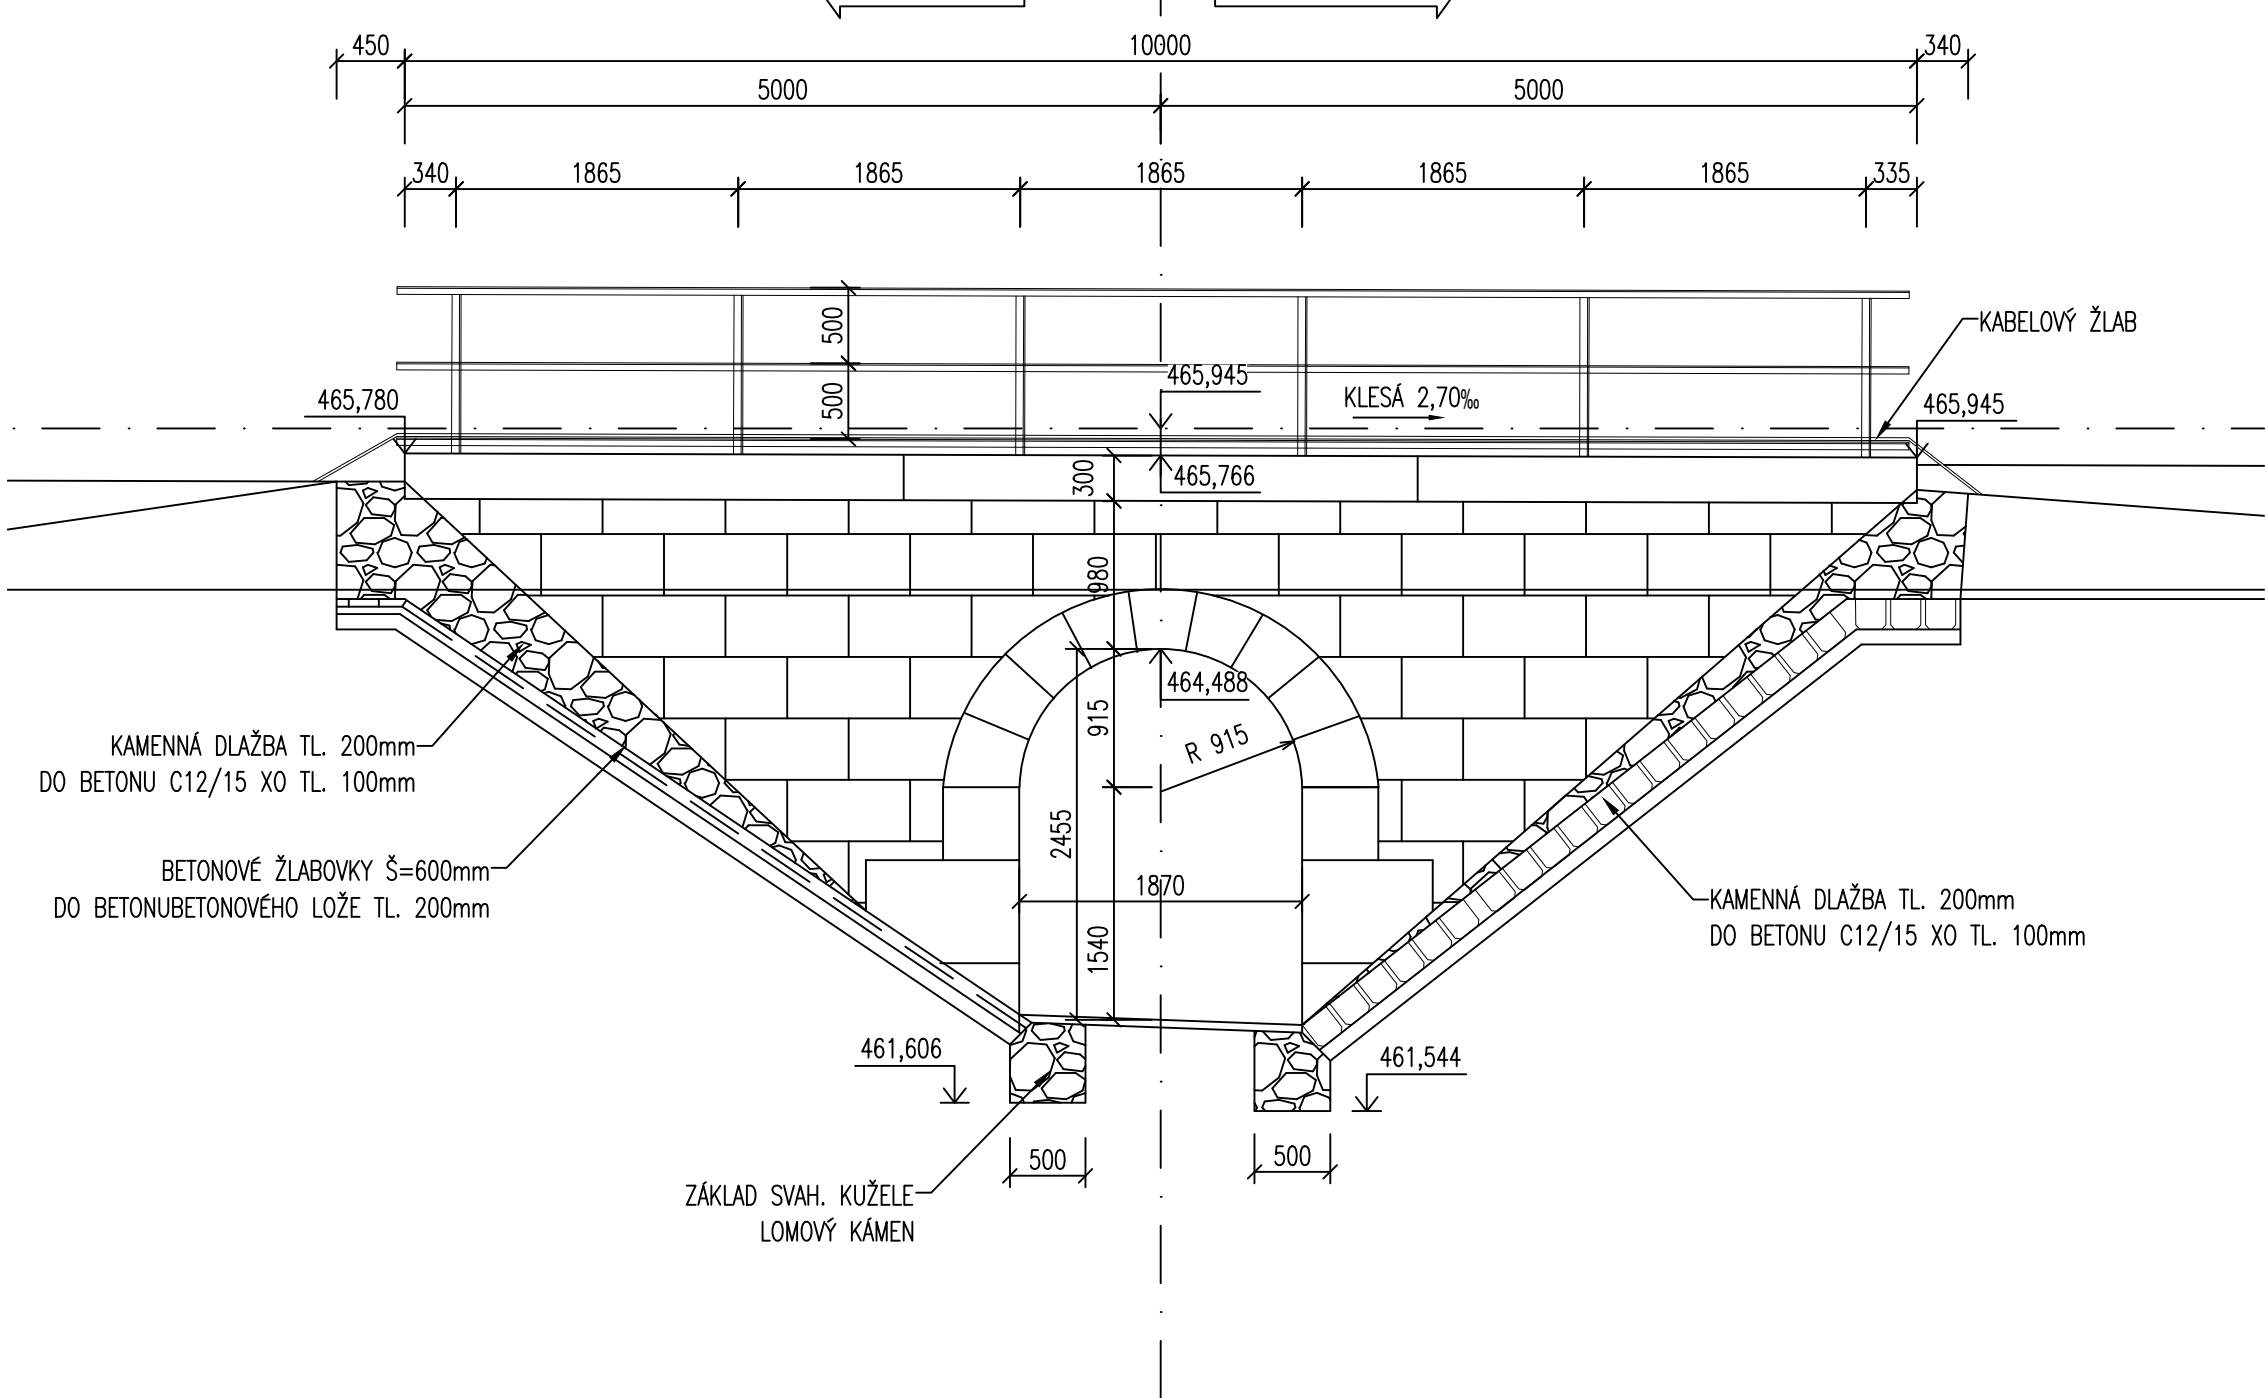 450 10000 340
5000 5000
340 1865 1865 1865 1865 1865 335
500
KABELOVÝ ŽLAB
465,945
500
465,780
KLESÁ 2,70‰
465,945
300
465,766
980
464,488
915
R 915
KAMENNÁ DLAŽBA TL. 200mm
DO BETONU C12/15 XO TL. 100mm
2455
BETONOVÉ ŽLABOVKY Š=600mm
DO BETONUBETONOVÉHO LOŽE TL. 200mm
1870
KAMENNÁ DLAŽBA TL. 200mm
DO BETONU C12/15 XO TL. 100mm
1540
461,606
461,544
500
500
ZÁKLAD SVAH. KUŽELE
LOMOVÝ KÁMEN